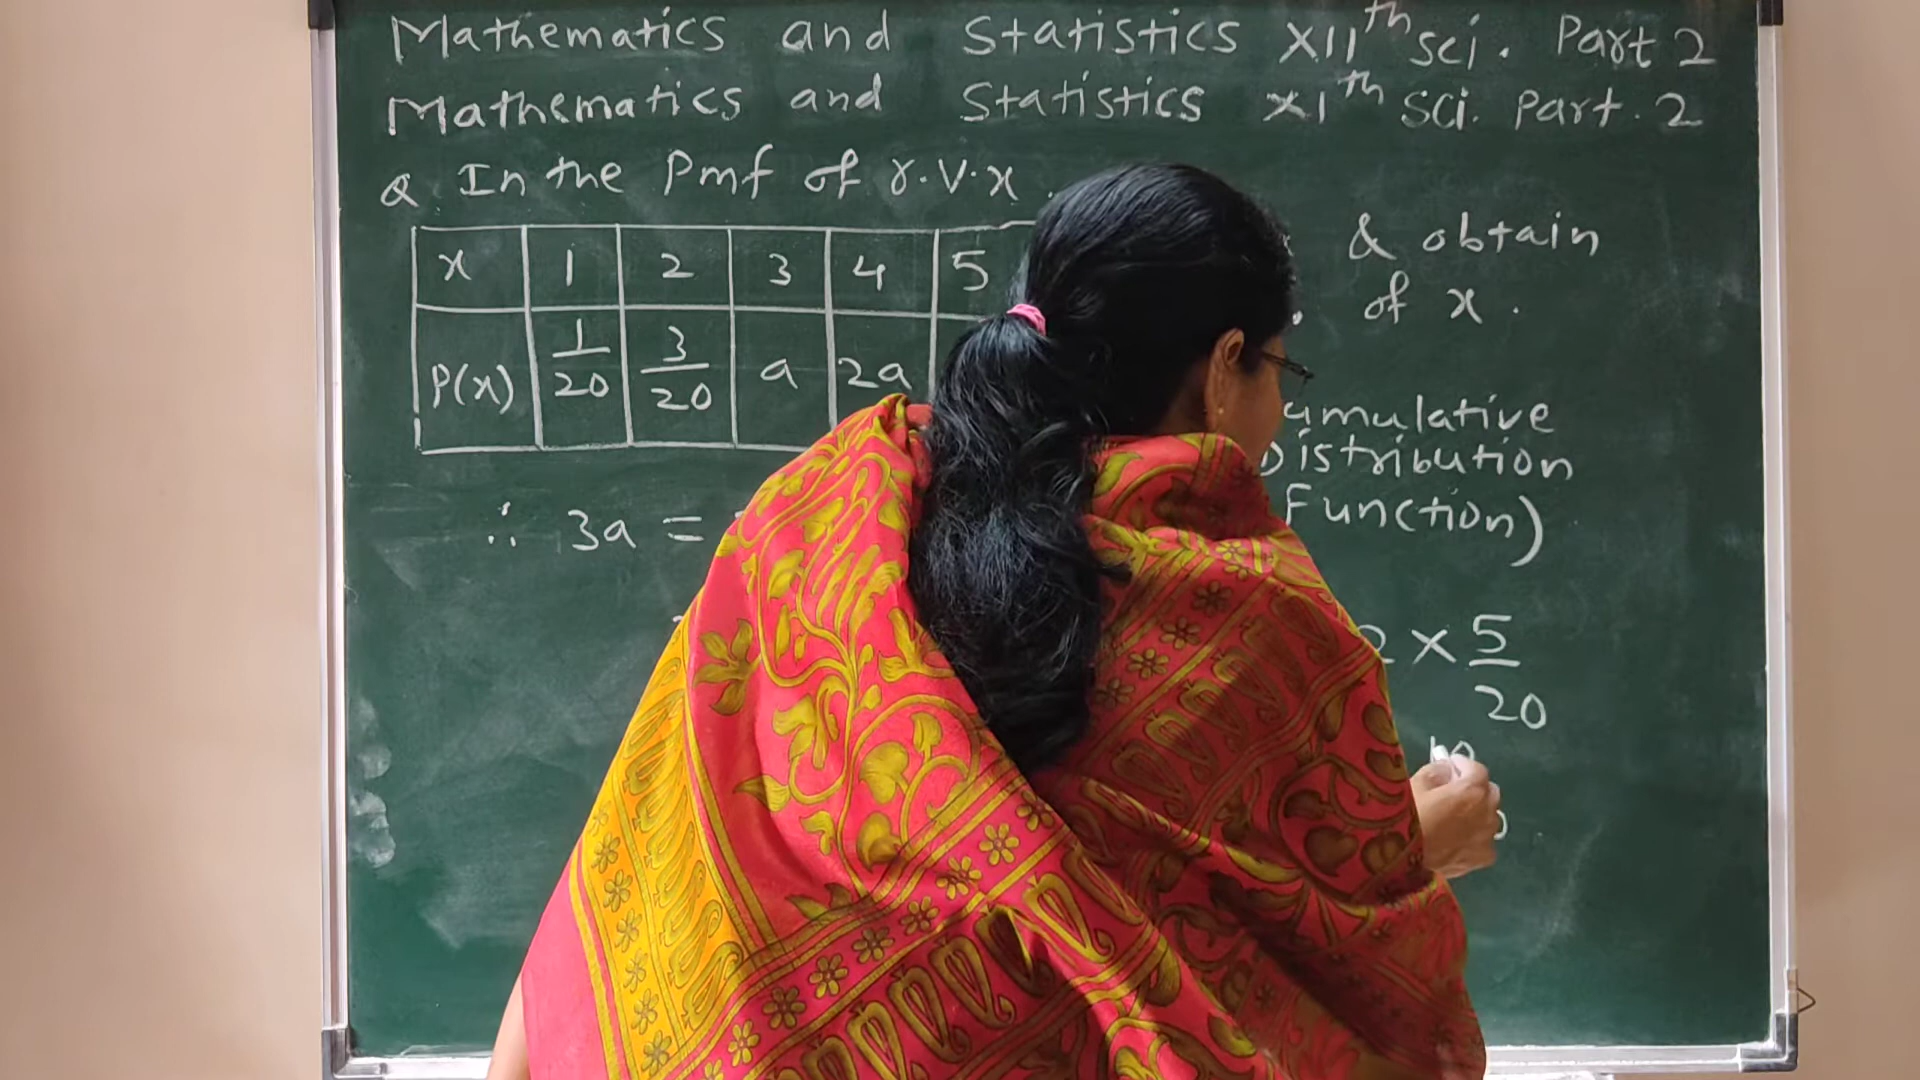 Mathematics and Statistics XIIth Sci. Part 2
Mathematics and Statistics XIth Sci. Part. 2
Q. In the Pmf of r.v.x
& obtain
of x.
x 1 2 3 4 5
P(x) 1/20 3/20 a 2a
umulative
Distribution
Function)
∴ 3a =
2 × 5/20
10